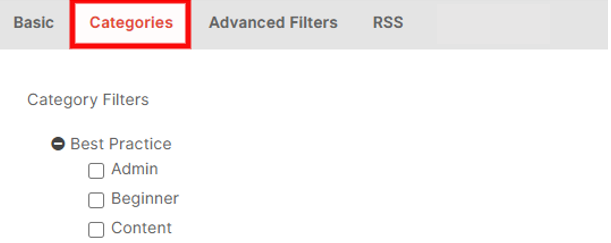 Basic Categories Advanced Filters RSS
Category Filters
Best Practice
Admin
Beginner
Content